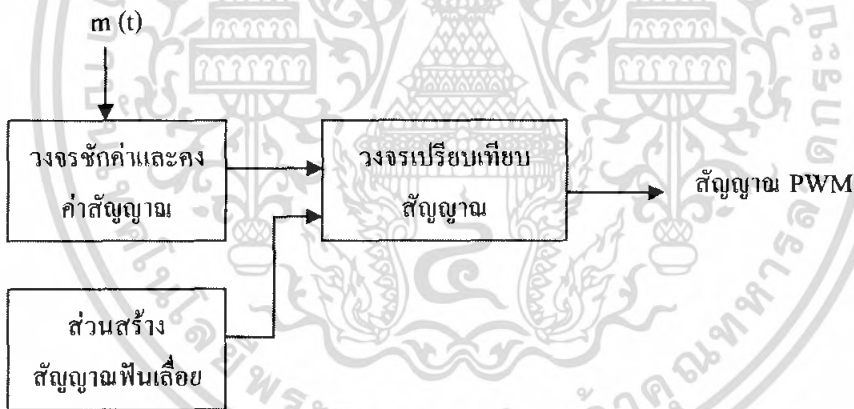 m (t)
วงจรชักค่าและคง
ค่าสัญญาณ
วงจรเปรียบเทียบ
สัญญาณ
สัญญาณ PWM
ส่วนสร้าง
สัญญาณฟันเลื่อย